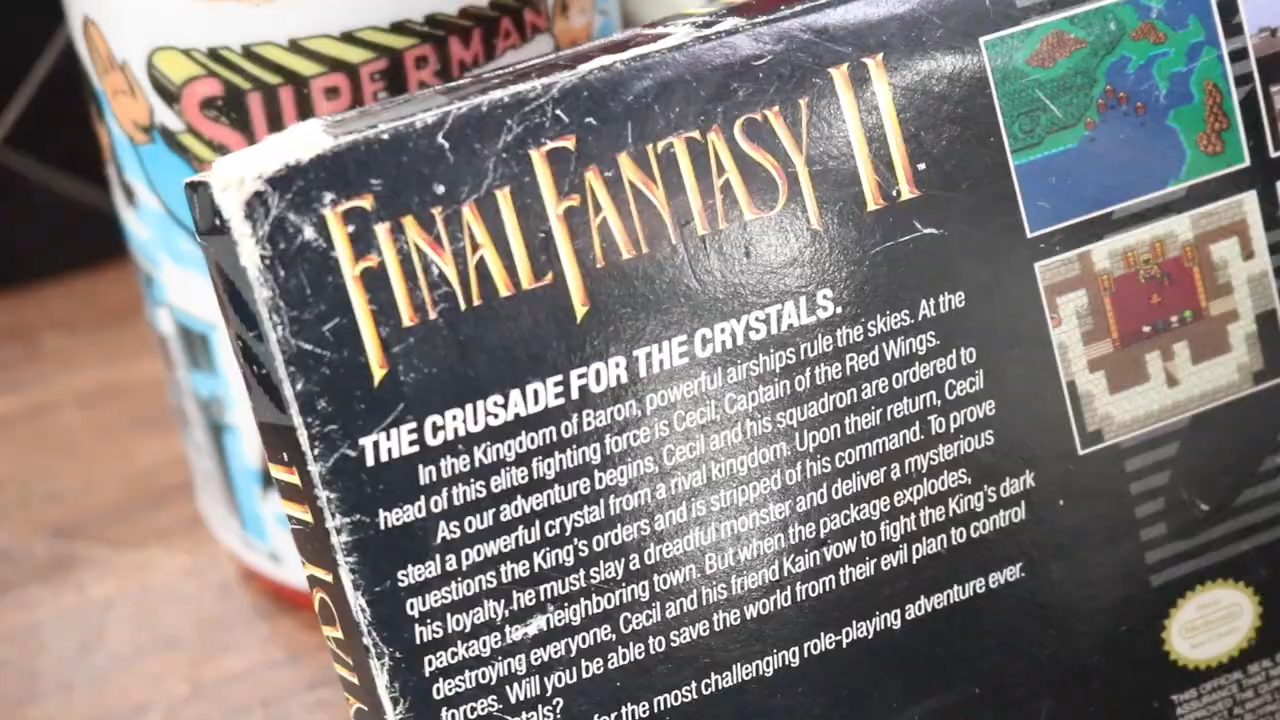 SUPERMAN
FINAL FANTASY II
THE CRUSADE FOR THE CRYSTALS.
In the Kingdom of Baron, powerful airships rule the skies. At the
head of this elite fighting force is Cecil, Captain of the Red Wings.
As our adventure begins, Cecil and his squadron are ordered to
steal a powerful crystal from a rival kingdom. Upon their return, Cecil
questions the King's orders and is stripped of his command. To prove
his loyalty, he must slay a dreadful monster and deliver a mysterious
package to a neighboring town. But when the package explodes,
destroying everyone, Cecil and his friend Kain vow to fight the King's dark
forces. Will you be able to save the world from their evil plan to control
tals?
for the most challenging role-playing adventure ever.
THIS OFFICIAL SEAL